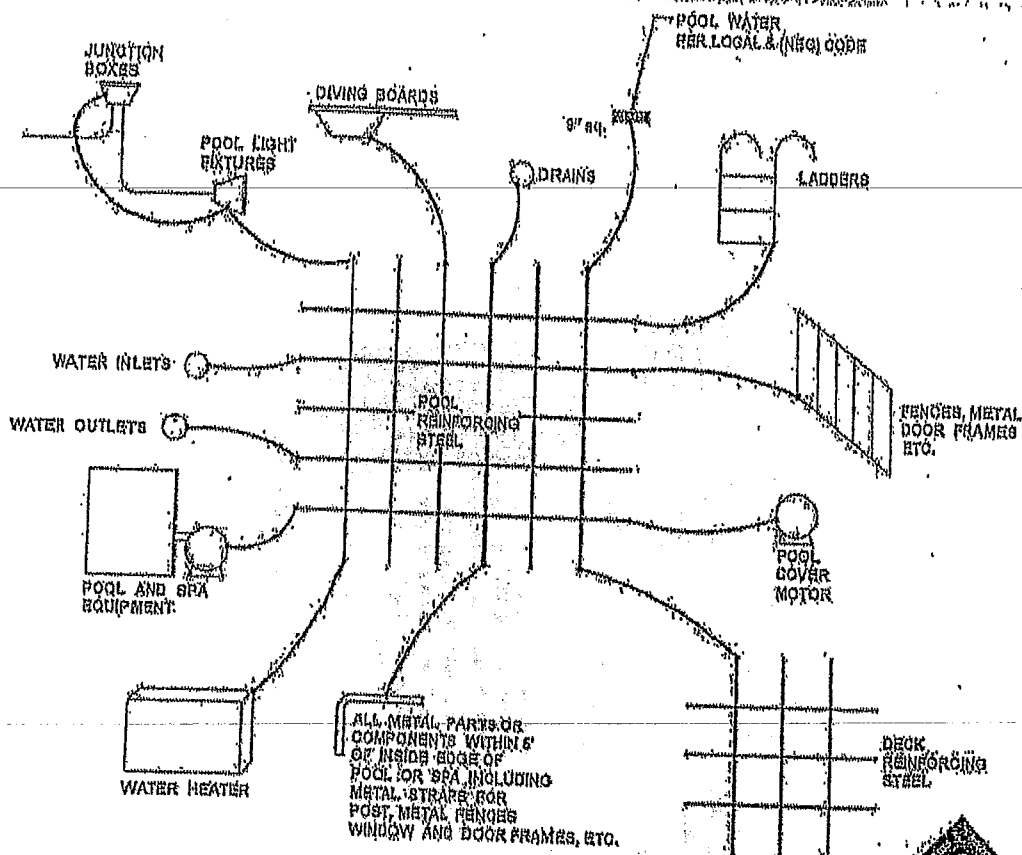 POOL WATER
PER LOCAL & (NEC) CODE
JUNCTION
BOXES
DIVING BOARDS
POOL LIGHT
FIXTURES
DRAINS
LADDERS
WATER INLETS
POOL
REINFORCING
STEEL
WATER OUTLETS
FENCES, METAL
DOOR FRAMES
ETC.
POOL AND SPA
EQUIPMENT
POOL
COVER
MOTOR
WATER HEATER
ALL METAL PARTS OR
COMPONENTS WITHIN 5'
OF INSIDE EDGE OF
POOL OR SPA, INCLUDING
METAL STRAPS FOR
POST, METAL FENCES
WINDOW AND DOOR FRAMES, ETC.
DECK
REINFORCING
STEEL